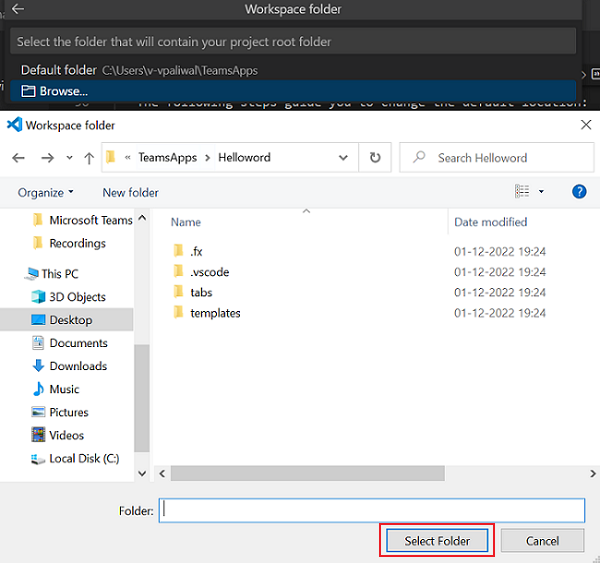 Workspace folder
Select the folder that will contain your project root folder
Default folder C:\Users\v-vpaliwal\TeamsApps
Browse...
The following steps guide you to change the default location:
Workspace folder
« TeamsApps > Helloword
Search Helloword
Organize
New folder
Microsoft Teams
Recordings
This PC
3D Objects
Desktop
Documents
Downloads
Music
Pictures
Videos
Local Disk (C:)
Name Date modified
.fx 01-12-2022 19:24
.vscode 01-12-2022 19:24
tabs 01-12-2022 19:24
templates 01-12-2022 19:24
Folder:
Select Folder
Cancel